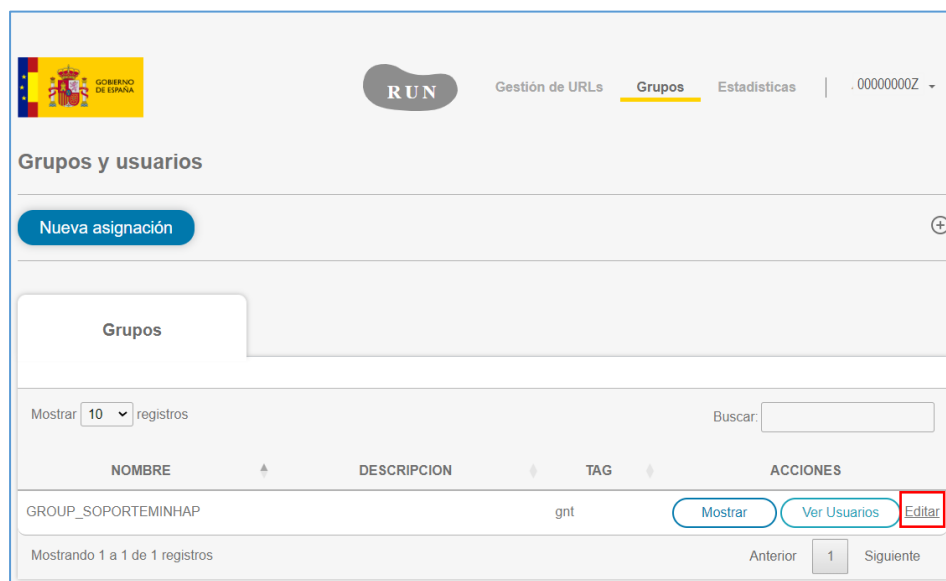 GOBIERNO
DE ESPAÑA
RUN
Gestión de URLs Grupos Estadisticas | .00000000Z
Grupos y usuarios
Nueva asignación
Grupos
Mostrar 10 registros Buscar:
NOMBRE DESCRIPCION TAG ACCIONES
GROUP_SOPORTEMINHAP gnt Mostrar Ver Usuarios Editar
Mostrando 1 a 1 de 1 registros Anterior 1 Siguiente